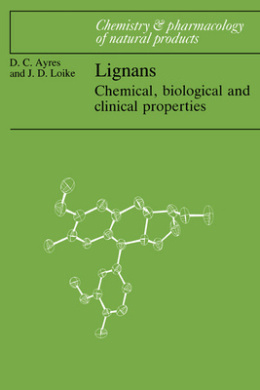 Chemistry & pharmacology
of natural products
D. C. Ayres
and J. D. Loike
Lignans
Chemical, biological and
clinical properties